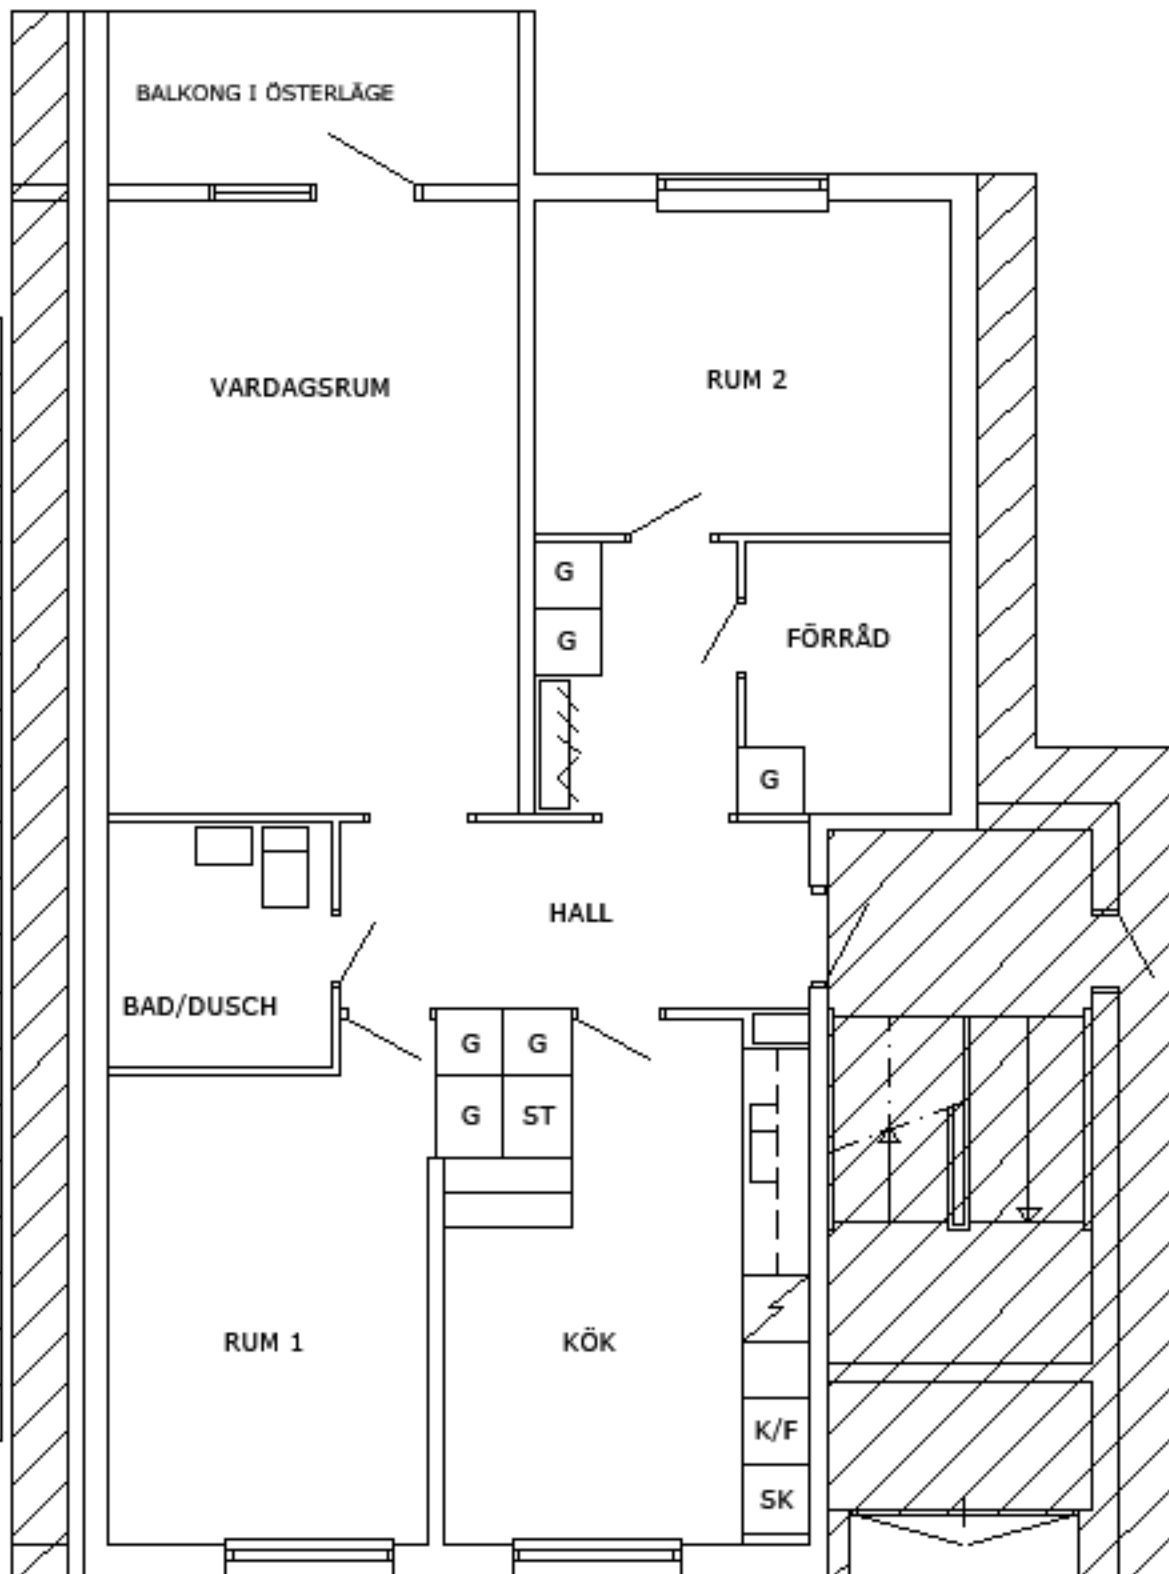 BALKONG I ÖSTERLÄGE
VARDAGSRUM
RUM 2
G
G
FÖRRÅD
G
HALL
BAD/DUSCH
G
G
G
ST
RUM 1
KÖK
K/F
SK